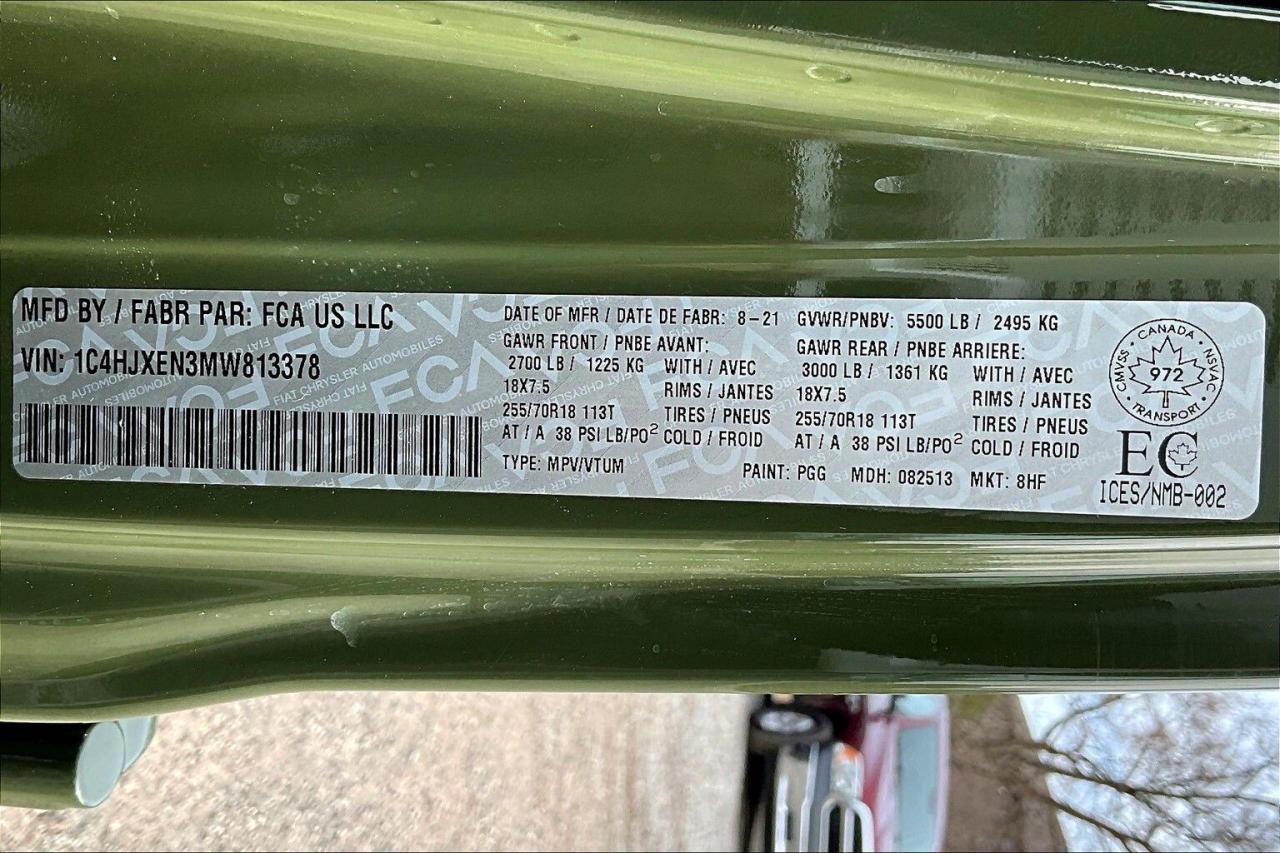 MFD BY / FABR PAR: FCA US LLC
VIN: 1C4HJXEN3MW813378
DATE OF MFR / DATE DE FABR: 8-21
GAWR FRONT / PNBE AVANT:
2700 LB / 1225 KG WITH / AVEC
18X7.5 RIMS / JANTES
255/70R18 113T TIRES / PNEUS
AT / A 38 PSI LB/PO² COLD / FROID
TYPE: MPV/VTUM
GVWR/PNBV: 5500 LB / 2495 KG
GAWR REAR / PNBE ARRIERE:
3000 LB / 1361 KG WITH / AVEC
18X7.5 RIMS / JANTES
255/70R18 113T TIRES / PNEUS
AT / A 38 PSI LB/PO² COLD / FROID
PAINT: PGG MDH: 082513 MKT: 8HF
CANADA
CMVSS 972 NSVAC
TRANSPORT
EC
ICES/NMB-002
FCA
FIAT CHRYSLER AUTOMOBILES